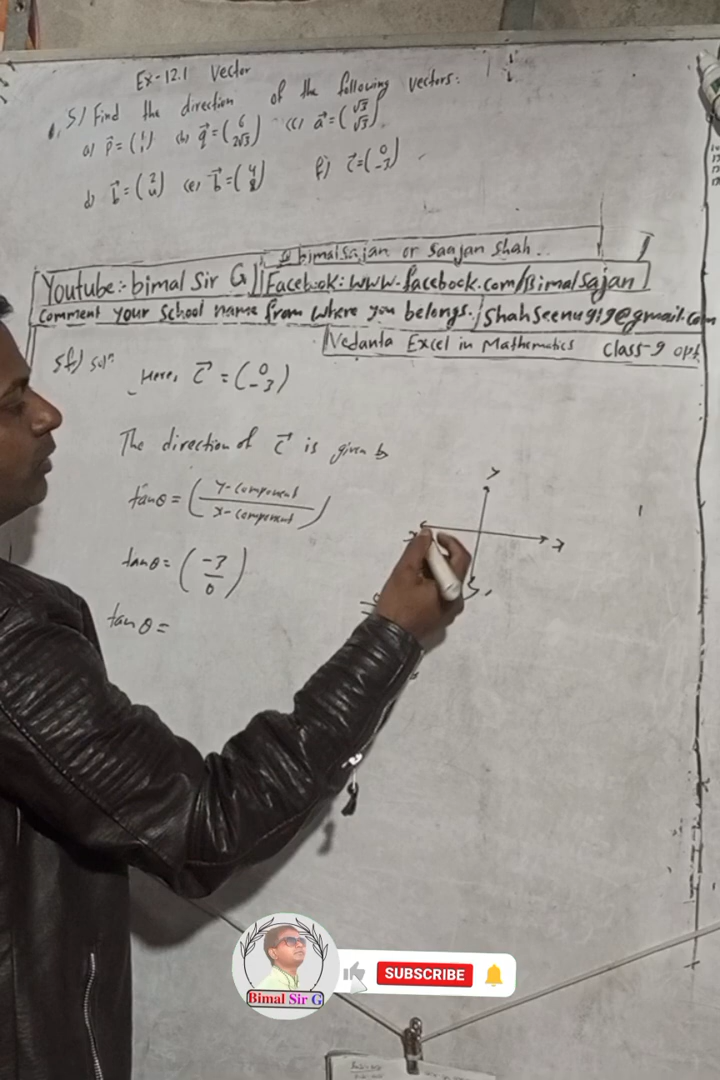 Ex-12.1 Vector
5) Find the direction of the following vectors:
a) p⃗ = (1 1) (b) q⃗ = (6 2√3) (c) a⃗ = (√3 √3)
d) b⃗ = (2 (e) b⃗ = (4 f) c⃗ = (0 -3)
bimalsajan or Saajan Shah..
Youtube:- bimal Sir G || Facebook: www.facebook.com/Bimalsajan
Comment your School name from where you belongs. shahseenu919@gmail.com
Vedanta Excel in Mathematics Class-9 opt
5f) Solⁿ
Here, c⃗ = (0 -3)
The direction of c⃗ is given by
tanθ = (y-component / x-component)
tanθ = (-3 / 0)
tanθ =
Y
X
Bimal Sir G
SUBSCRIBE